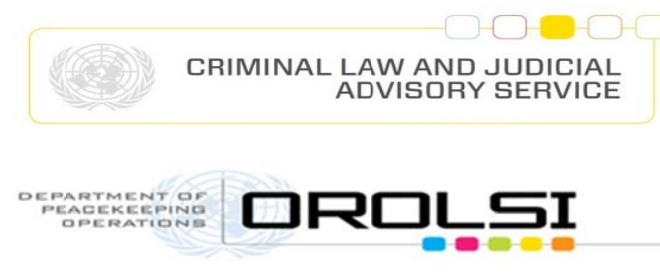 CRIMINAL LAW AND JUDICIAL
ADVISORY SERVICE
DEPARTMENT OF
PEACEKEEPING
OPERATIONS
OROLSI